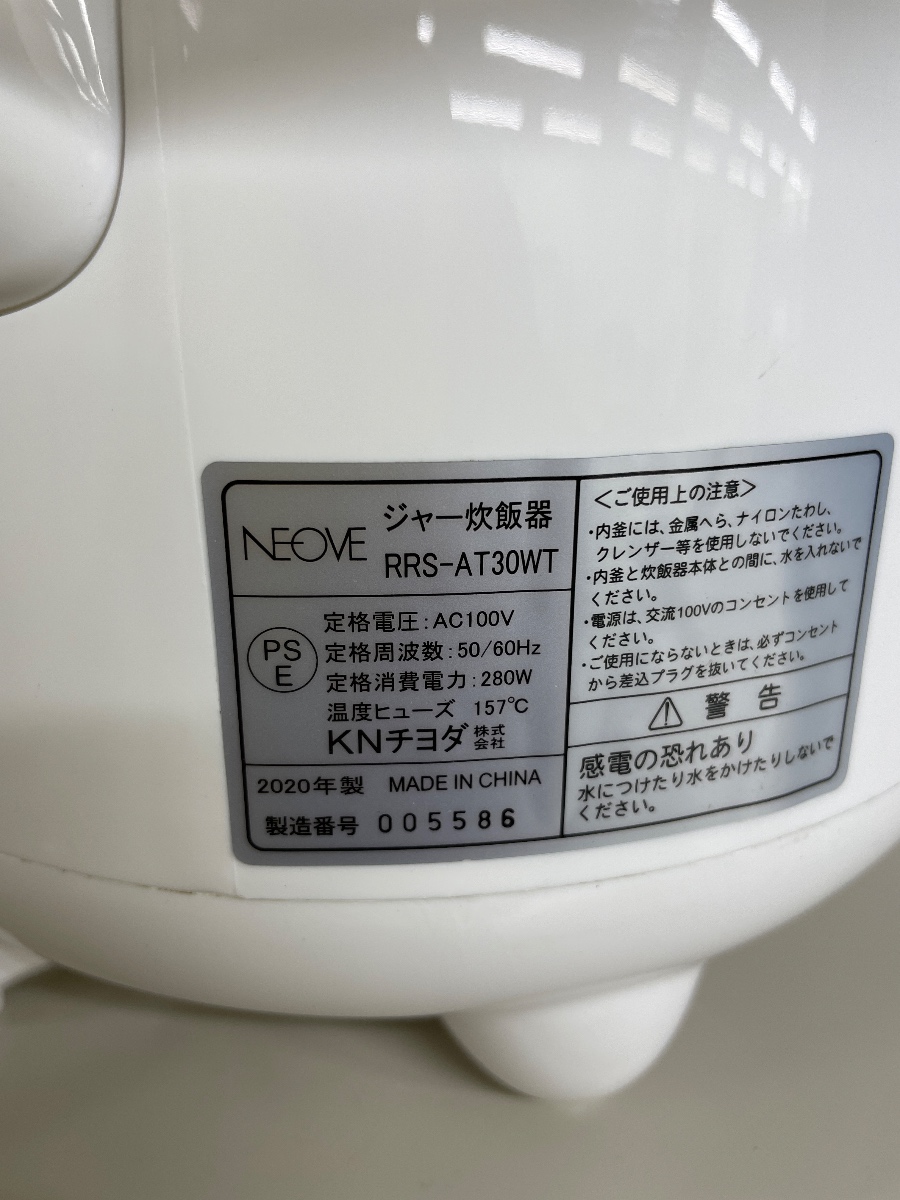 NEOVE
ジャー炊飯器
RRS-AT30WT
PS
E
定格電圧:AC100V
定格周波数:50/60Hz
定格消費電力:280W
温度ヒューズ 157℃
KNチヨダ株式会社
2020年製 MADE IN CHINA
製造番号 005586
<ご使用上の注意>
・内釜には、金属へら、ナイロンたわし、
クレンザー等を使用しないでください。
・内釜と炊飯器本体との間に、水を入れないで
ください。
・電源は、交流100Vのコンセントを使用して
ください。
・ご使用にならないときは、必ずコンセント
から差込プラグを抜いてください。
⚠ 警告
感電の恐れあり
水につけたり水をかけたりしないで
ください。